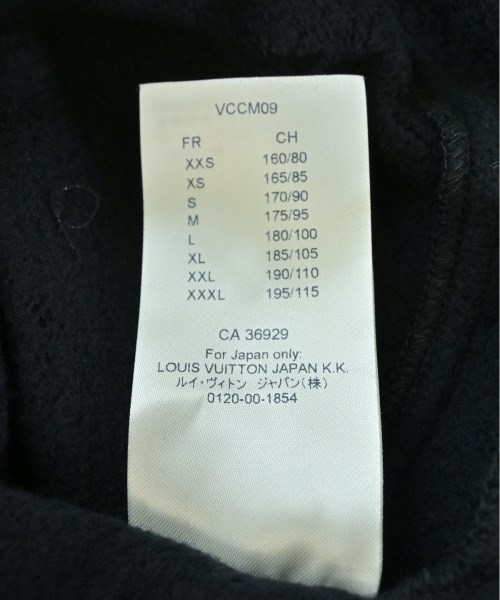 VCCM09
FR CH
XXS 160/80
XS 165/85
S 170/90
M 175/95
L 180/100
XL 185/105
XXL 190/110
XXXL 195/115
CA 36929
For Japan only:
LOUIS VUITTON JAPAN K.K.
ルイ・ヴィトン ジャパン(株)
0120-00-1854